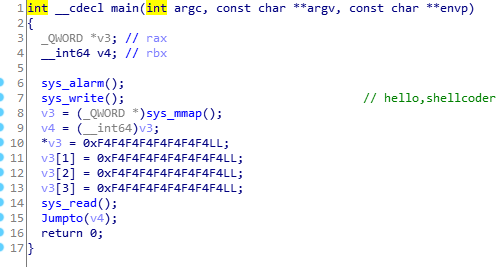 1 int __cdecl main(int argc, const char **argv, const char **envp)
2 {
3 _QWORD *v3; // rax
4 __int64 v4; // rbx
5
6 sys_alarm();
7 sys_write(); // hello,shellcoder
8 v3 = (_QWORD *)sys_mmap();
9 v4 = (__int64)v3;
10 *v3 = 0xF4F4F4F4F4F4F4F4LL;
11 v3[1] = 0xF4F4F4F4F4F4F4F4LL;
12 v3[2] = 0xF4F4F4F4F4F4F4F4LL;
13 v3[3] = 0xF4F4F4F4F4F4F4F4LL;
14 sys_read();
15 Jumpto(v4);
16 return 0;
17 }